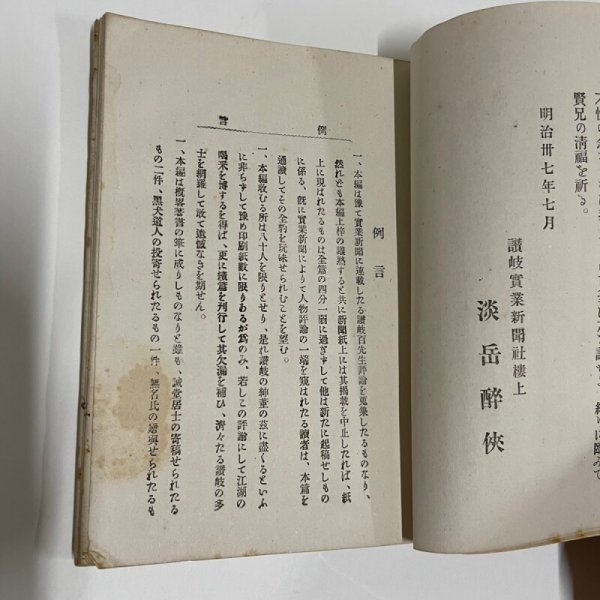 賢兄の清福を祈る。
明治卅七年七月
讃岐實業新聞社樓上
淡岳醉俠
例言
例言
一、本編は嘗て實業新聞に連載したる讃岐百先生評論を蒐集したるものなり、
然れども本編上梓の議熟すると共に新聞紙上には其揭載を中止したれば、紙
上に現はれたるものは全篇の四分一弱に過ぎずして他は新たに起稿せしもの
に係る、既に實業新聞によりて人物評論の一端を窺はれたる讀者は、本篇を
通讀してその全豹を玩味せられむことを望む。
一、本編收むる所は八十人を限りとせり、是れ讃岐の紳董の茲に盡くるといふ
に非らずして豫め印刷紙數に限りあるが爲のみ、若しこの評論にして江湖の
喝釆を博するを得ば、更に續篇を刊行して其欠漏を補ひ、濟々たる讃岐の多
士を網羅して敢て遺憾なきを期せん。
一、本編は槪畧著者の筆に成りしものなりと雖も、誠堂居士の寄稿せられたる
もの二件、黑犬道人の投寄せられたるもの一件、無名氏の
せられたるも